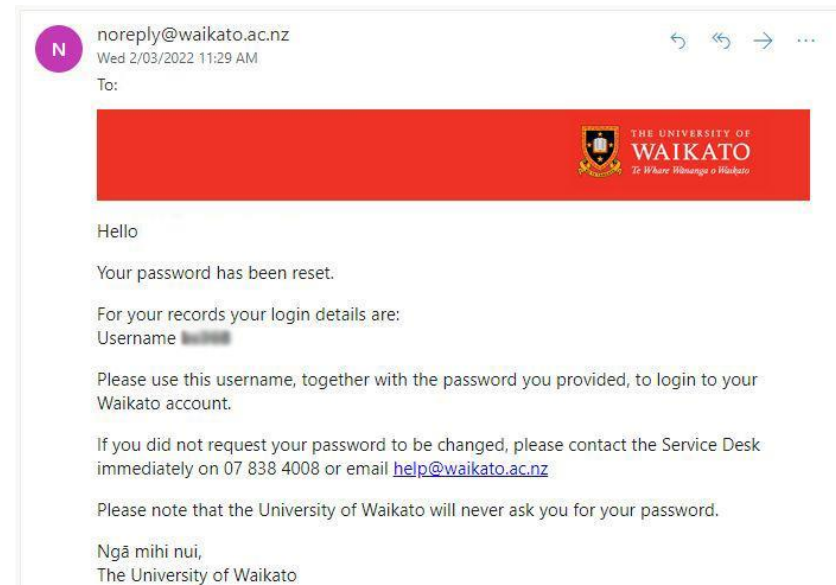 N
noreply@waikato.ac.nz
Wed 2/03/2022 11:29 AM
To:
THE UNIVERSITY OF
WAIKATO
Te Whare Wānanga o Waikato
Hello
Your password has been reset.
For your records your login details are:
Username
Please use this username, together with the password you provided, to login to your
Waikato account.
If you did not request your password to be changed, please contact the Service Desk
immediately on 07 838 4008 or email help@waikato.ac.nz
Please note that the University of Waikato will never ask you for your password.
Ngā mihi nui,
The University of Waikato